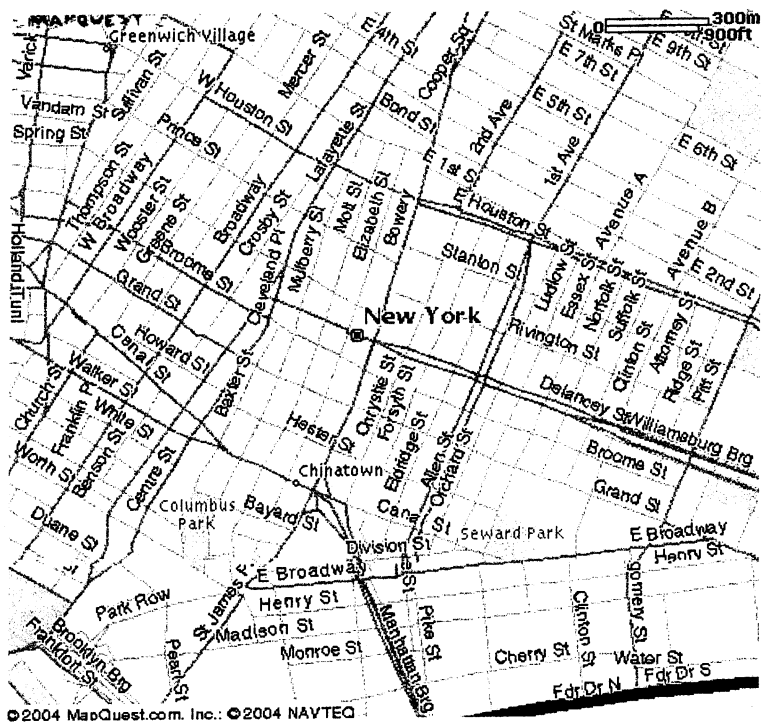 MAPQUEST
300m
900ft
0
Greenwich Village
Varick
Sullivan St
Mercer St
E 4th St
Cooper Sq
St Marks Pl
E 9th St
E 7th St
W Houston St
Vandam St
Spring St
Prince St
Lafayette St
Bond St
E 5th St
2nd Ave
1st Ave
E 6th St
E 1st S
Thompson St
W Broadway
Wooster St
Greene St
Broadway
Crosby St
Mulberry St
Mott St
Elizabeth St
Bowery
E Houston St
Avenue A
Avenue B
Stanton S
E 2nd St
Holland Tunl
Broome St
Grand St
Cleveland Pl
Ludlow St
Essex St
Norfolk St
Suffolk St
Clinton St
Attorney S
Ridge St
Pitt St
New York
Rivington St
Howard St
Canal St
Walker St
White St
Church St
Franklin P
Benson St
Baxter St
Centre St
Hester St
Chrystie St
Forsyth St
Eldridge St
Allen St
Orchard St
Delancey St
Williamsburg Brg
Broome St
Grand St
Worth St
Duane St
Chinatown
Columbus Park
Bayard St
Canal St
Seward Park
Division St
E Broadway
Henry St
E Broadway
Henry St
St James P
Park Row
Madison St
Monroe St
Pearl St
Brooklyn Brg
Frankfort St
Manhattan Brg
Pike St
Cherry St
Clinton St
gomery St
Water St
Fdr Dr N
Fdr Dr S
©2004 MapQuest.com, Inc.; ©2004 NAVTEQ